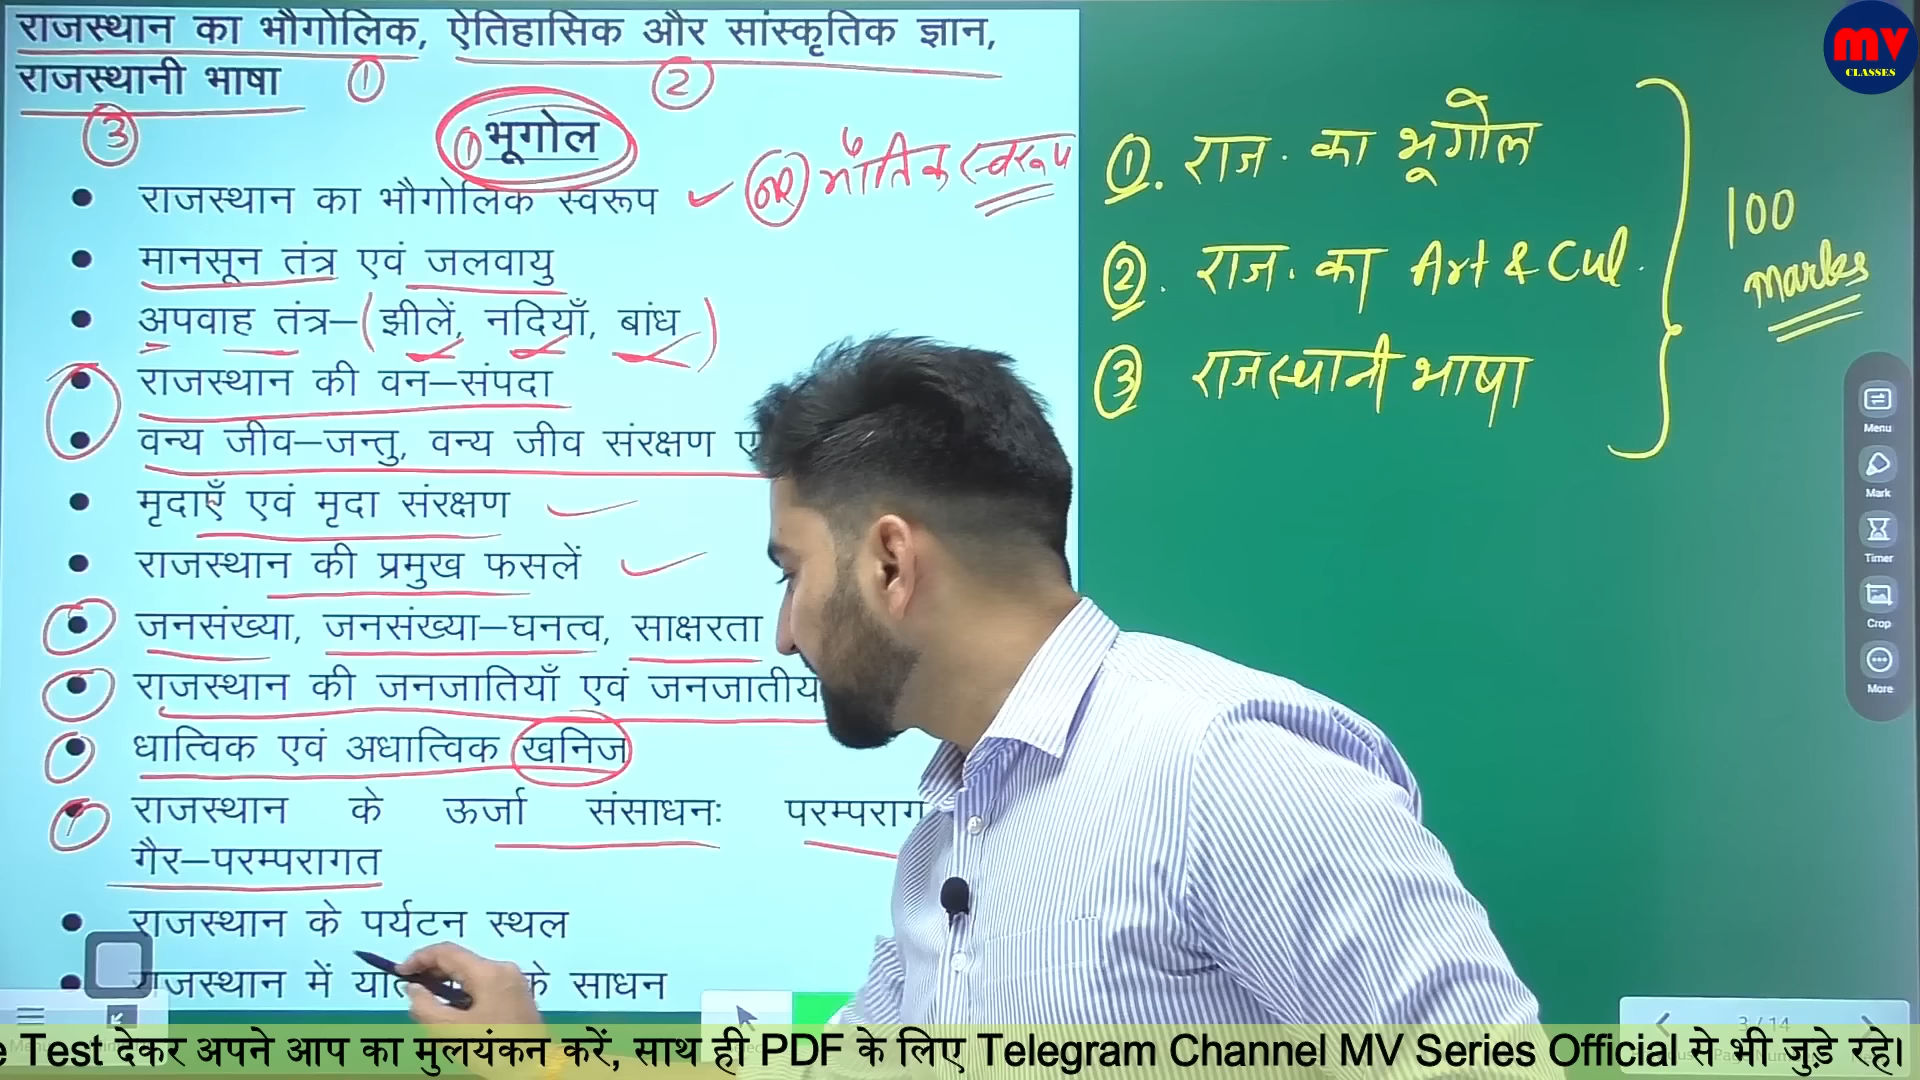 राजस्थान का भौगोलिक, ऐतिहासिक और सांस्कृतिक ज्ञान,
राजस्थानी भाषा
① ②
③
① भूगोल
• राजस्थान का भौगोलिक स्वरूप OR भौतिक स्वरूप
• मानसून तंत्र एवं जलवायु
• अपवाह तंत्र–(झीलें, नदियाँ, बांध)
• राजस्थान की वन–संपदा
• वन्य जीव–जन्तु, वन्य जीव संरक्षण
• मृदाएँ एवं मृदा संरक्षण
• राजस्थान की प्रमुख फसलें
• जनसंख्या, जनसंख्या–घनत्व, साक्षरता
• राजस्थान की जनजातियाँ एवं जनजातीय
• धात्विक एवं अधात्विक खनिज
• राजस्थान के ऊर्जा संसाधनः
गैर–परम्परागत
• राजस्थान के पर्यटन स्थल
• राजस्थान में के साधन
①. राज. का भूगोल
②. राज. का Art & Cul.
③ राजस्थानी भाषा
100
marks
MV
CLASSES
Menu
Mark
Timer
Crop
More
3/14
Test देकर अपने आप का मुलयंकन करें, साथ ही PDF के लिए Telegram Channel MV Series Official से भी जुड़े रहे।